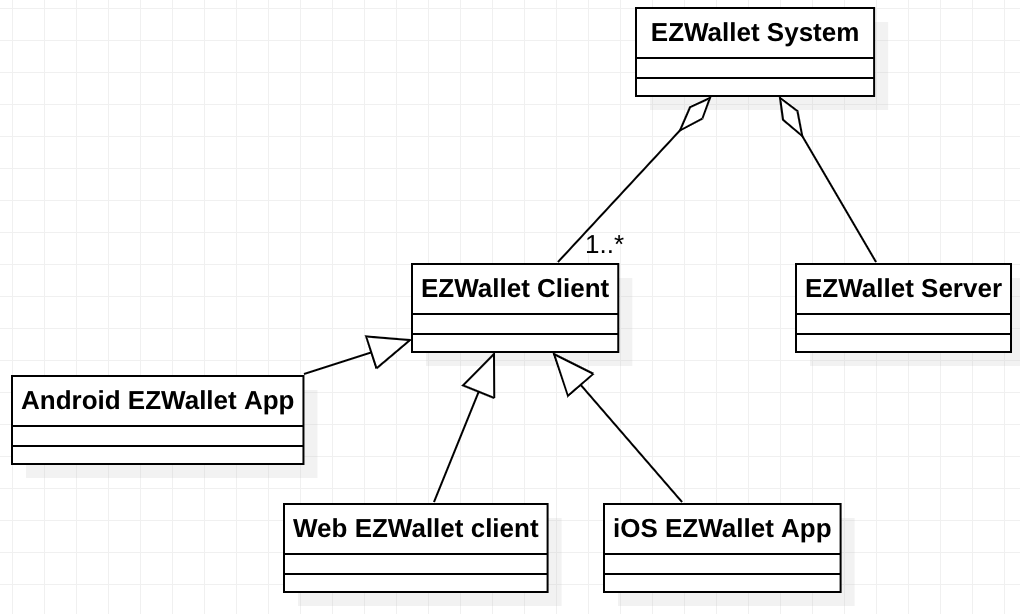 EZWallet System
1..*
EZWallet Client
EZWallet Server
Android EZWallet App
Web EZWallet client
iOS EZWallet App